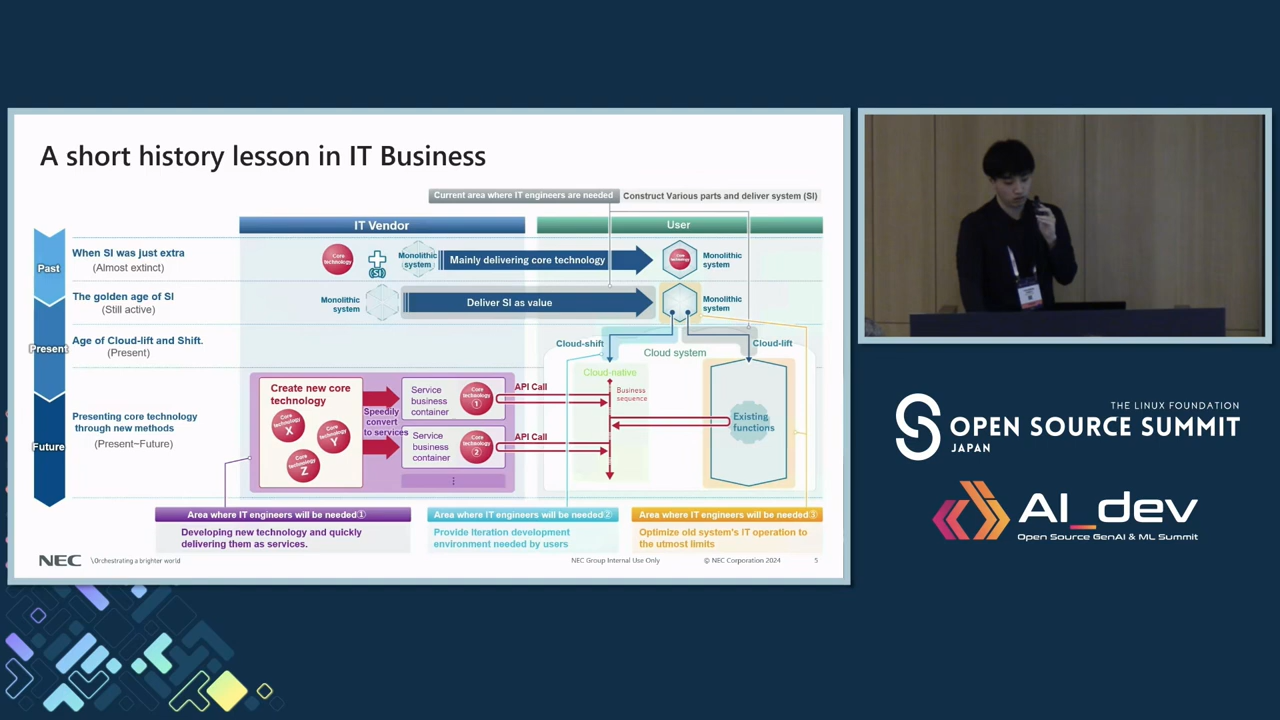 A short history lesson in IT Business
Current area where IT engineers are needed
Construct Various parts and deliver system (SI)
IT Vendor
User
Past
When SI was just extra
(Almost extinct)
Core
technology
(SI)
Monolithic
system
Mainly delivering core technology
Core
technology
Monolithic
system
The golden age of SI
(Still active)
Monolithic
system
Deliver SI as value
Monolithic
system
Present
Age of Cloud-lift and Shift.
(Present)
Cloud-shift
Cloud system
Cloud-lift
Future
Presenting core technology
through new methods
(Present~Future)
Create new core
technology
Core
technology
X
Core
technology
Y
Core
technology
Z
Speedily
convert
to services
Service
business
container
Core
technology
①
Service
business
container
Core
technology
②
API Call
API Call
Cloud-native
Business
sequence
Existing
functions
Area where IT engineers will be needed①
Developing new technology and quickly
delivering them as services.
Area where IT engineers will be needed②
Provide Iteration development
environment needed by users
Area where IT engineers will be needed③
Optimize old system's IT operation to
the utmost limits
NEC
\Orchestrating a brighter world
NEC Group Internal Use Only
© NEC Corporation 2024
5
THE LINUX FOUNDATION
OPEN SOURCE SUMMIT
JAPAN
AI_dev
Open Source GenAI & ML Summit